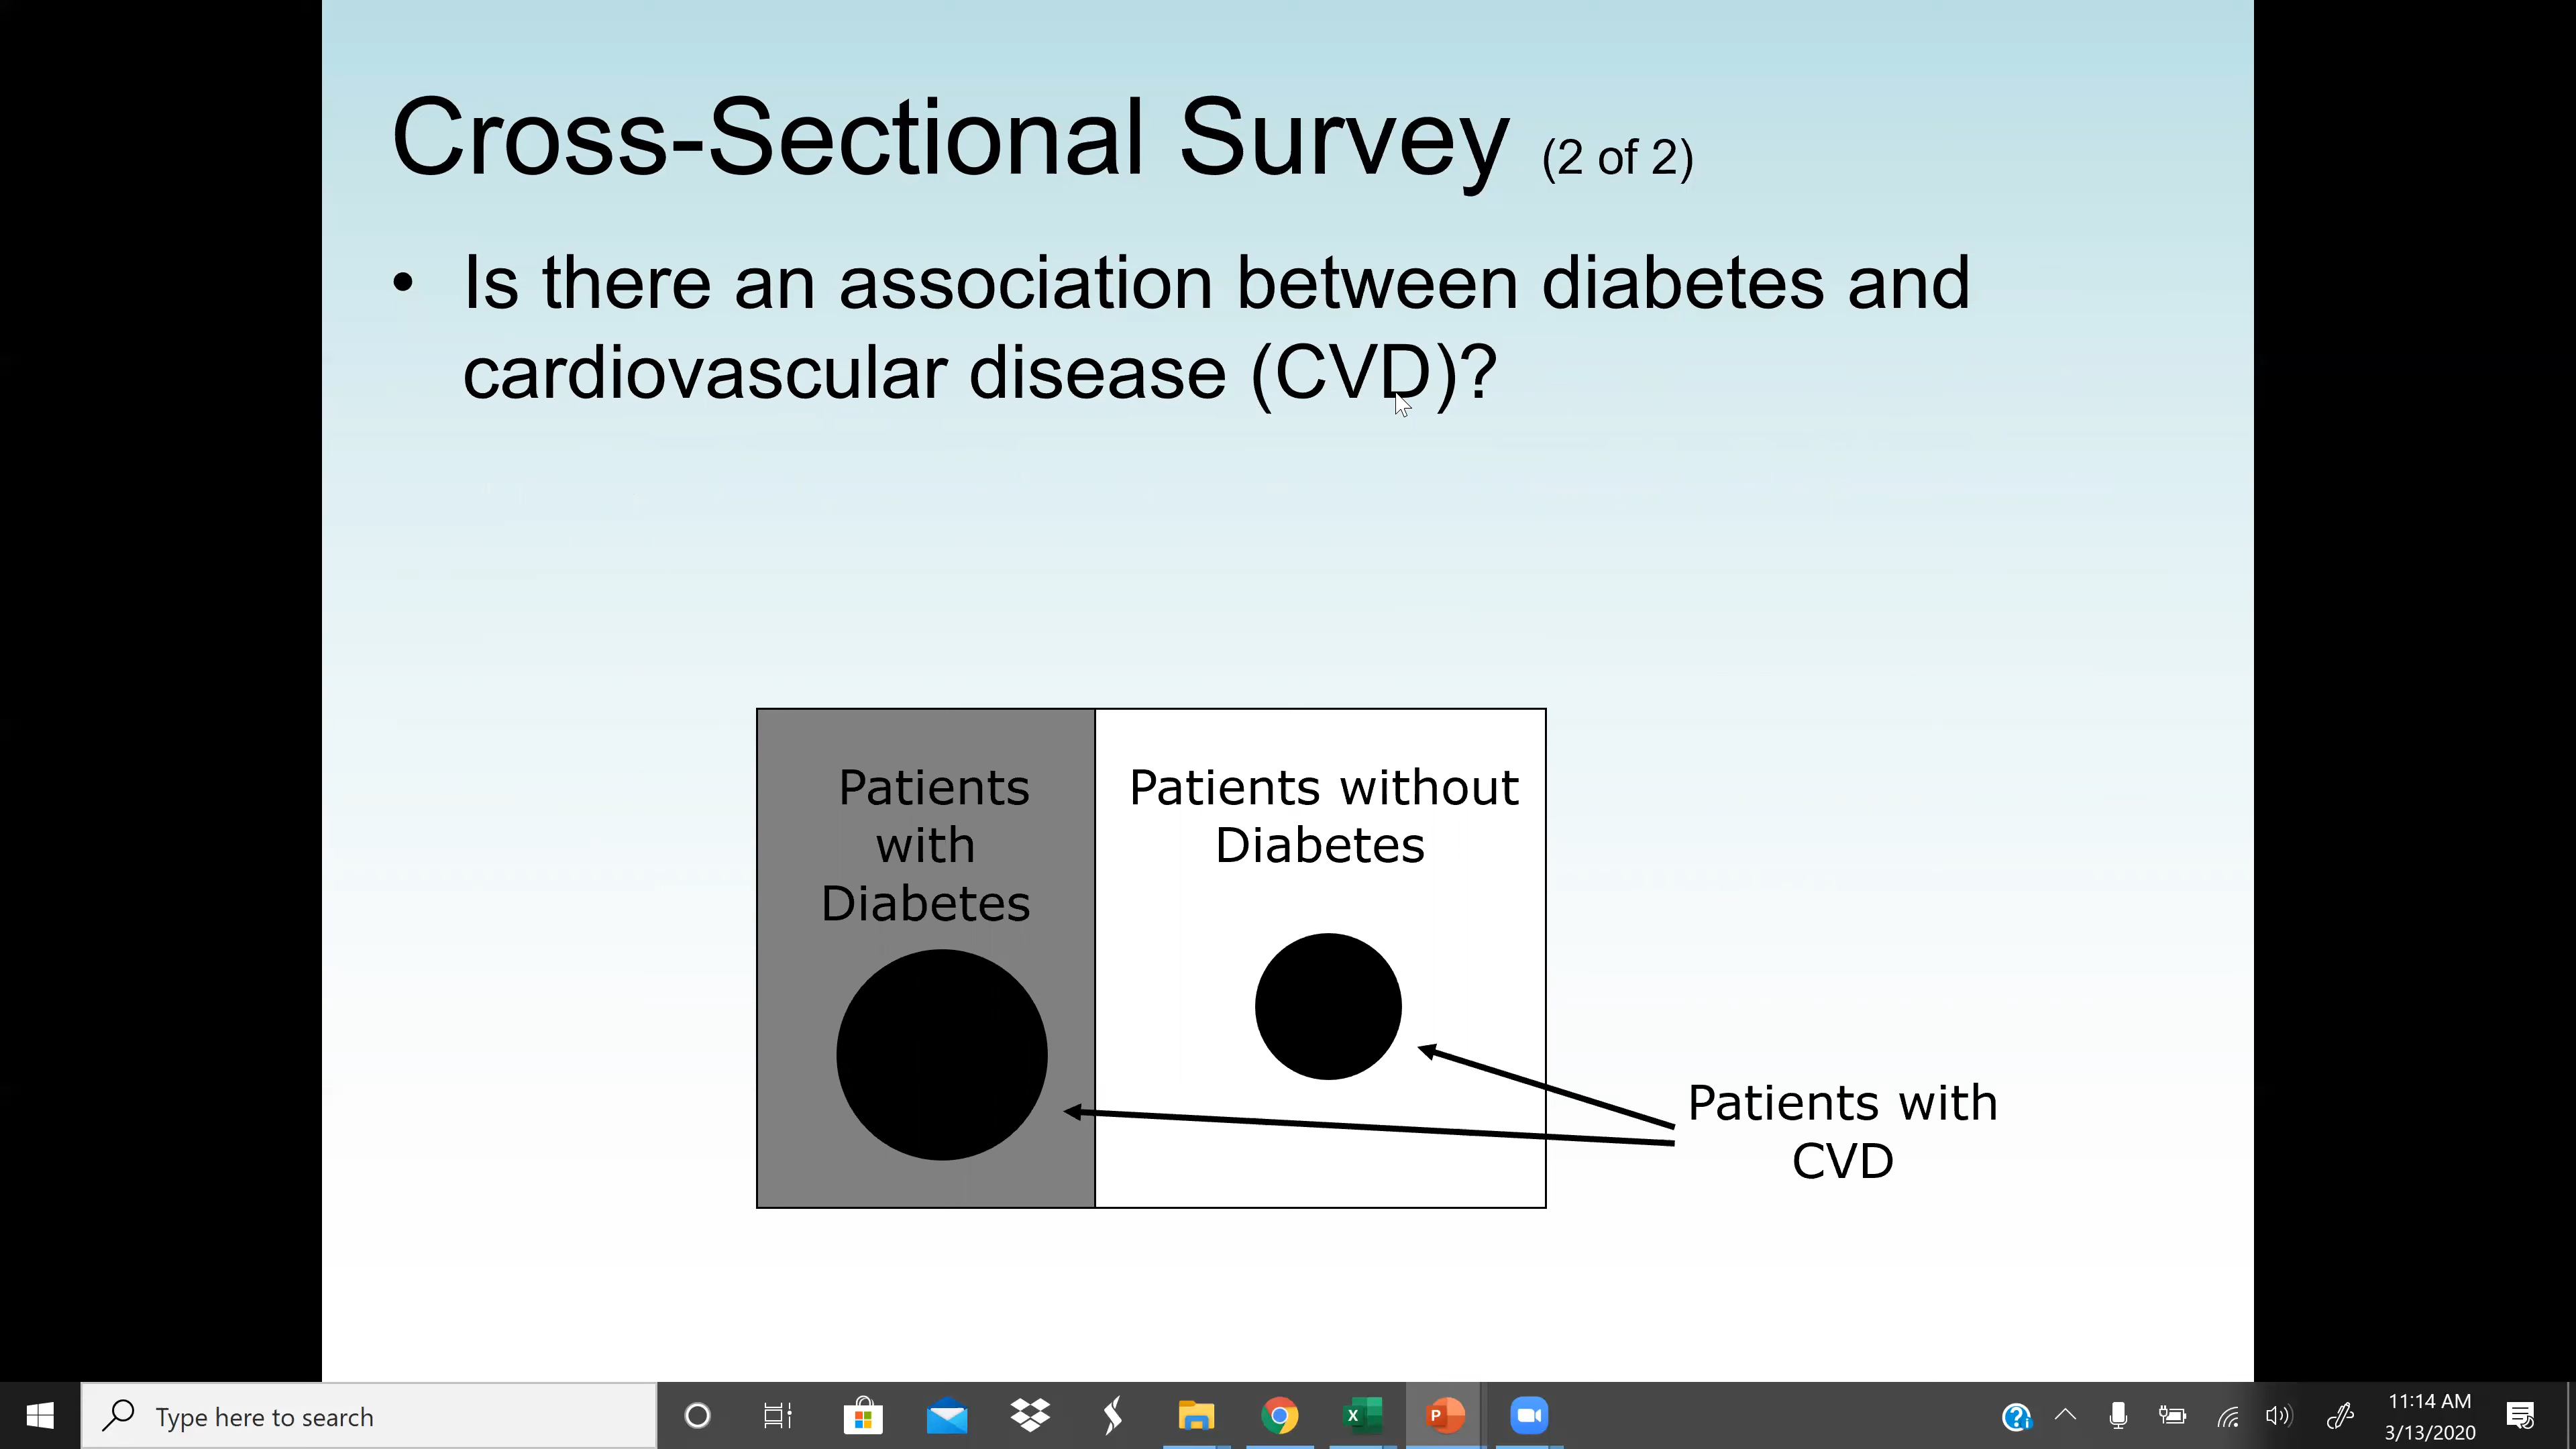 Cross-Sectional Survey (2 of 2)
• Is there an association between diabetes and
cardiovascular disease (CVD)?
Patients
with
Diabetes
Patients without
Diabetes
Patients with
CVD
Type here to search
11:14 AM
3/13/2020